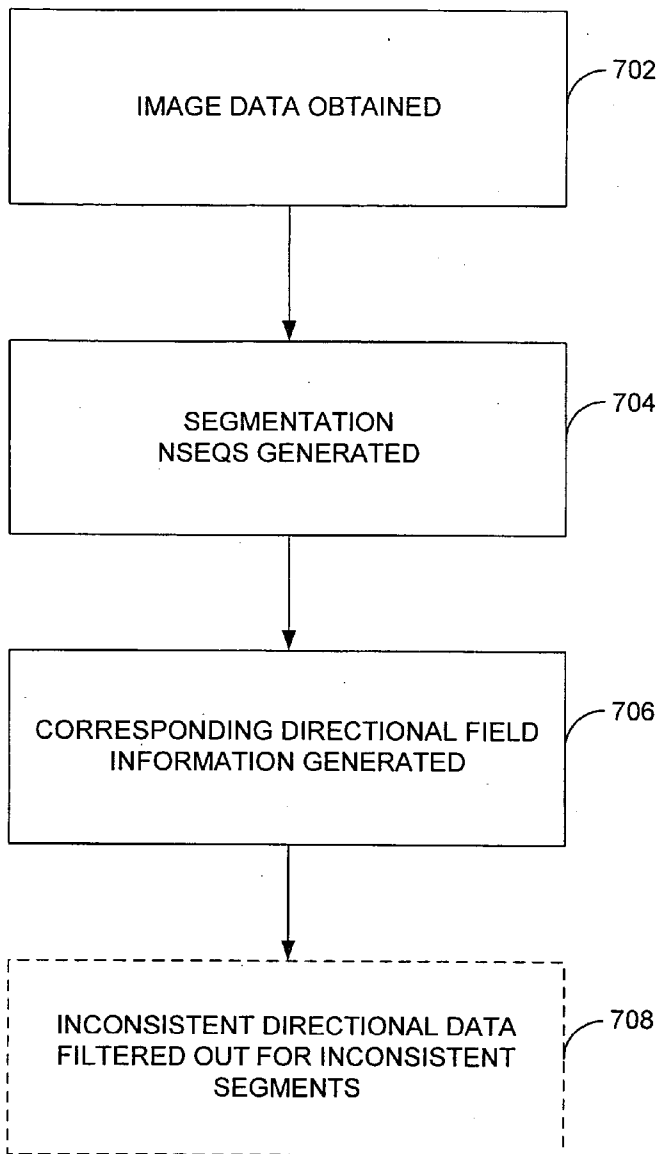 IMAGE DATA OBTAINED
702
SEGMENTATION
NSEQS GENERATED
704
CORRESPONDING DIRECTIONAL FIELD
INFORMATION GENERATED
706
INCONSISTENT DIRECTIONAL DATA
FILTERED OUT FOR INCONSISTENT
SEGMENTS
708